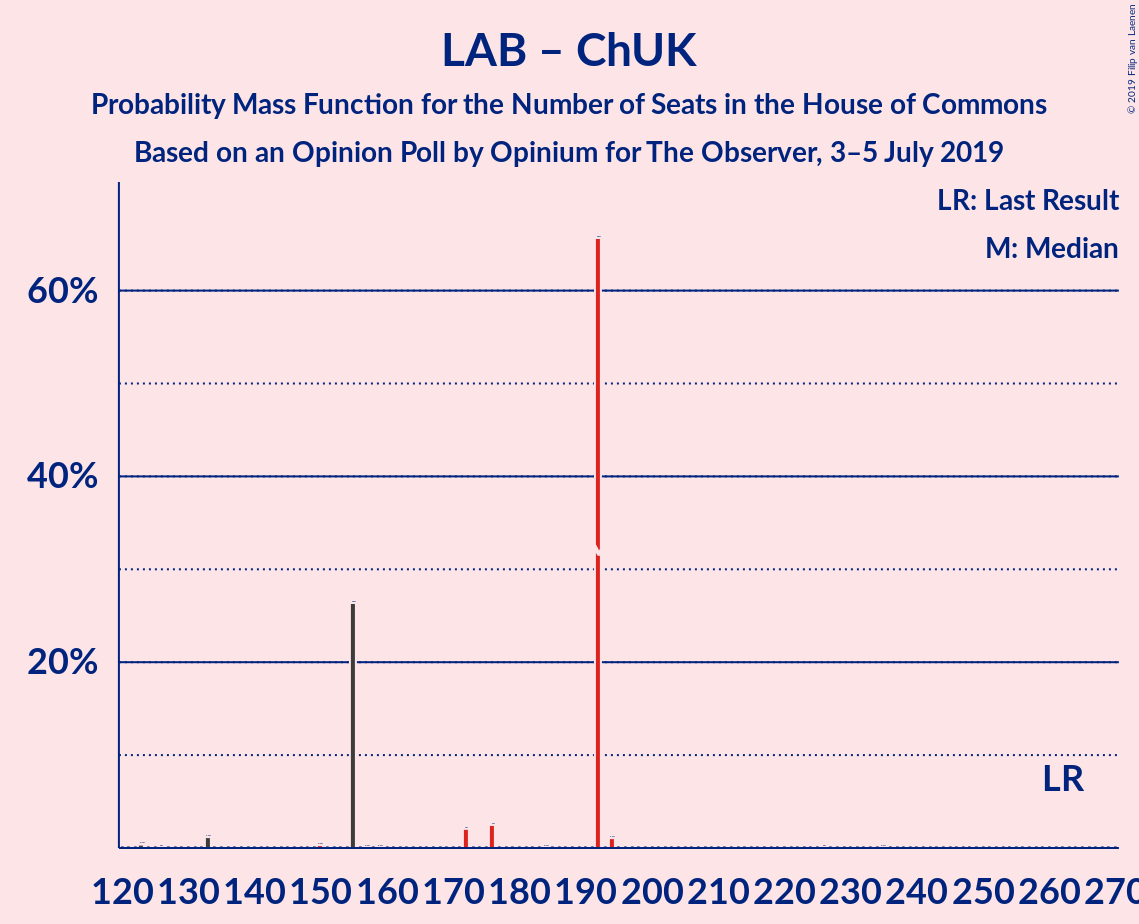 LAB – ChUK
Probability Mass Function for the Number of Seats in the House of Commons
Based on an Opinion Poll by Opinium for The Observer, 3–5 July 2019
© 2019 Filip van Laenen
LR: Last Result
M: Median
60%
40%
20%
LR
120 130 140 150 160 170 180 190 200 210 220 230 240 250 260 270